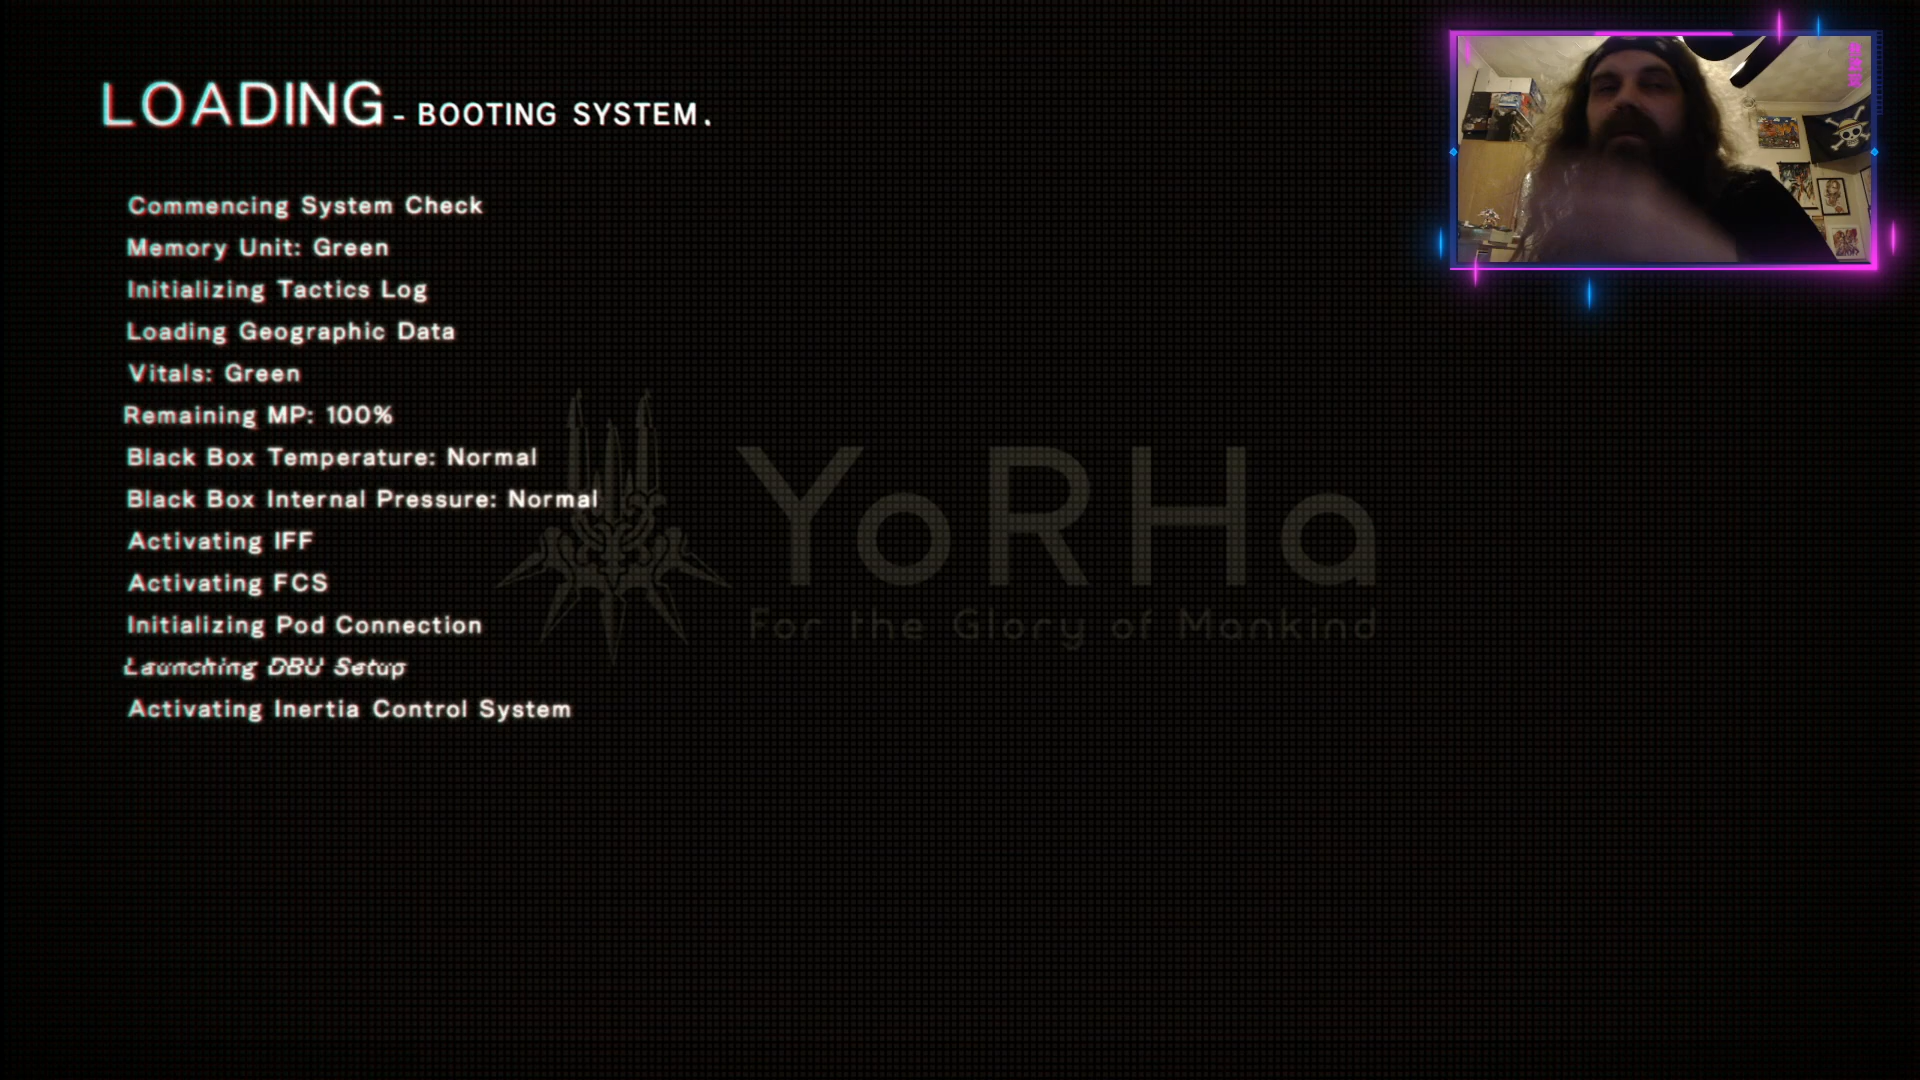 LOADING - BOOTING SYSTEM.
Commencing System Check
Memory Unit: Green
Initializing Tactics Log
Loading Geographic Data
Vitals: Green
Remaining MP: 100%
Black Box Temperature: Normal
Black Box Internal Pressure: Normal
Activating IFF
Activating FCS
Initializing Pod Connection
Launching DBU Setup
Activating Inertia Control System
YoRHa
For the Glory of Mankind